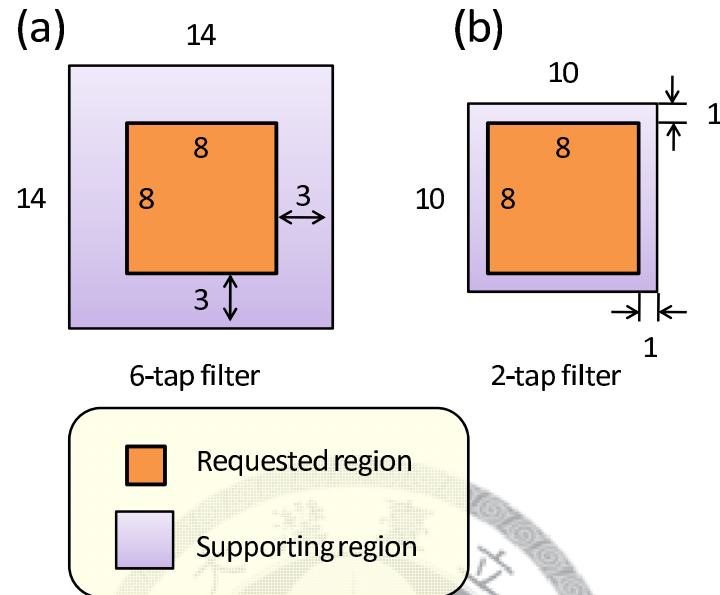 (a)
14
14
8
8
3
3
6-tap filter
(b)
10
1
10
8
8
1
2-tap filter
Requested region
Supporting region
立